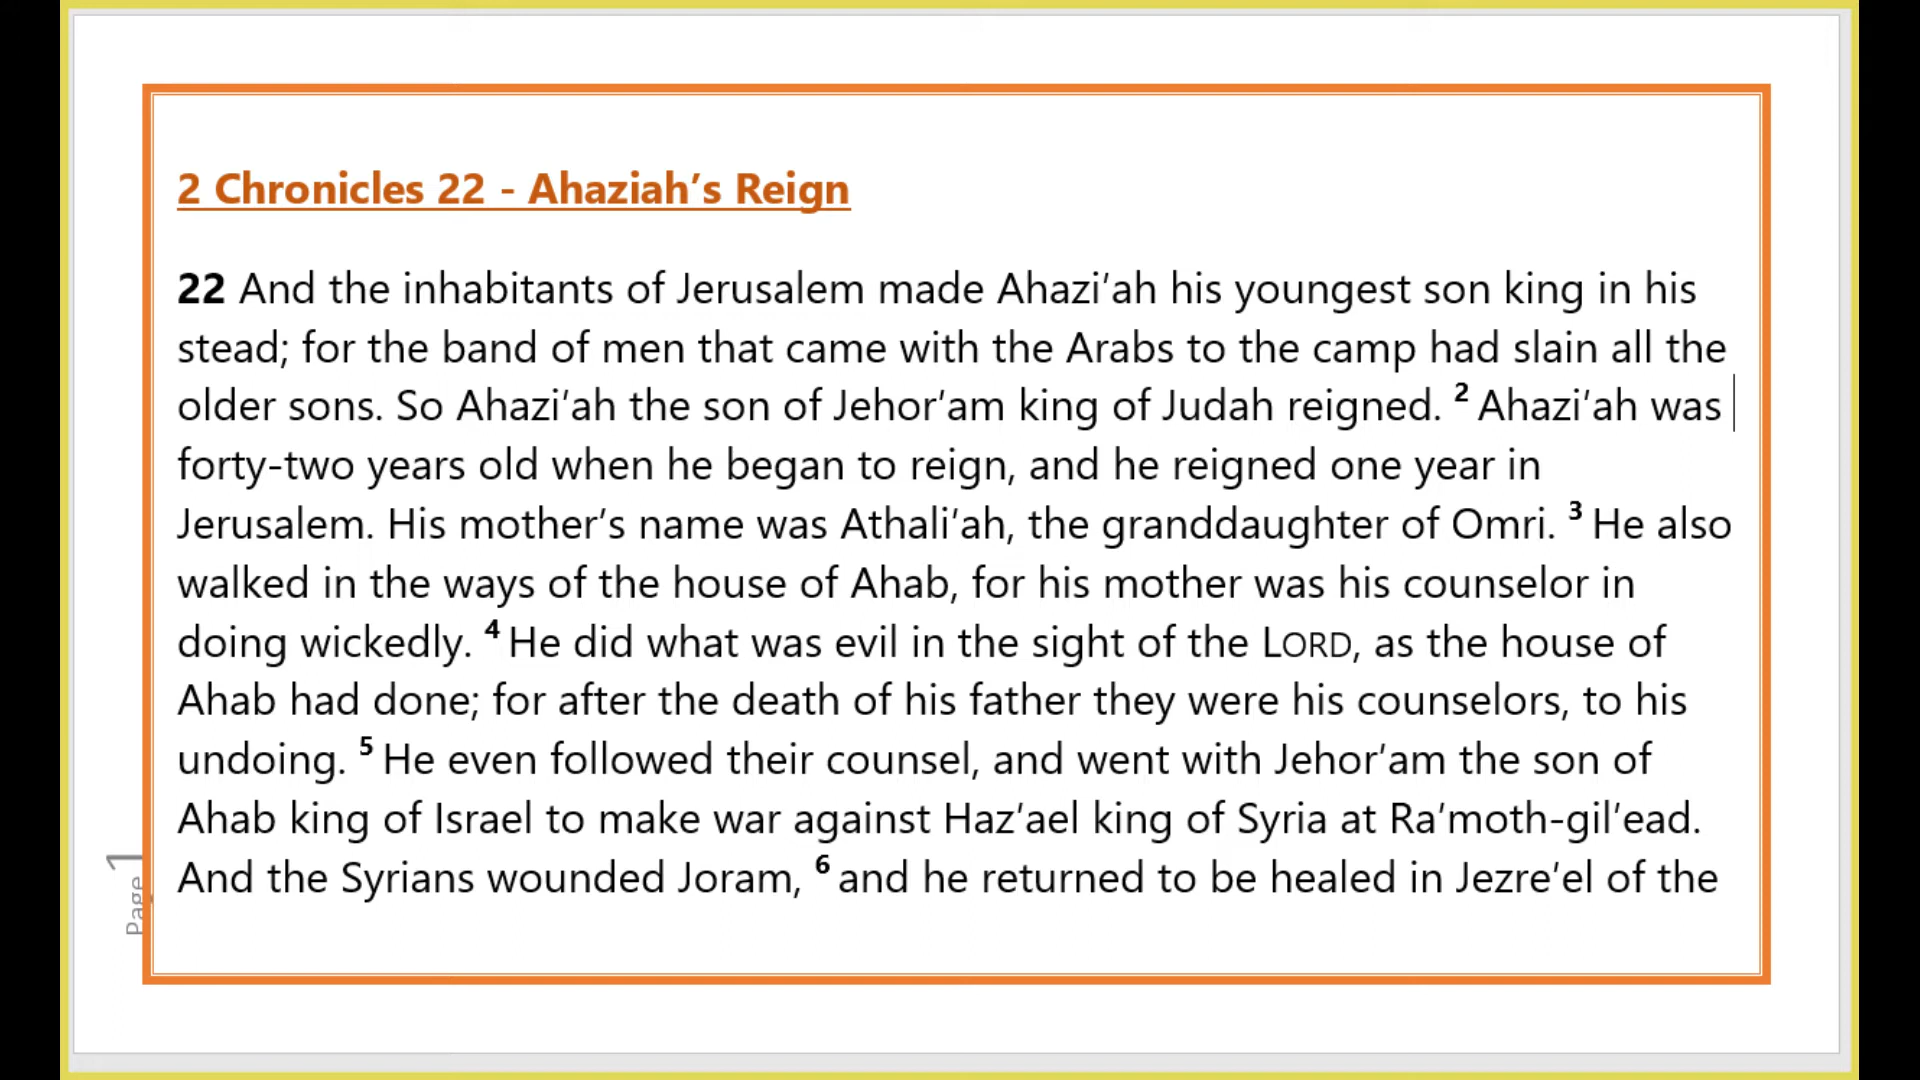 2 Chronicles 22 - Ahaziah’s Reign
22 And the inhabitants of Jerusalem made Ahazi′ah his youngest son king in his
stead; for the band of men that came with the Arabs to the camp had slain all the
older sons. So Ahazi′ah the son of Jehor′am king of Judah reigned. 2 Ahazi′ah was
forty-two years old when he began to reign, and he reigned one year in
Jerusalem. His mother’s name was Athali′ah, the granddaughter of Omri. 3 He also
walked in the ways of the house of Ahab, for his mother was his counselor in
doing wickedly. 4 He did what was evil in the sight of the LORD, as the house of
Ahab had done; for after the death of his father they were his counselors, to his
undoing. 5 He even followed their counsel, and went with Jehor′am the son of
Ahab king of Israel to make war against Haz′ael king of Syria at Ra′moth-gil′ead.
And the Syrians wounded Joram, 6 and he returned to be healed in Jezre′el of the
Page 1